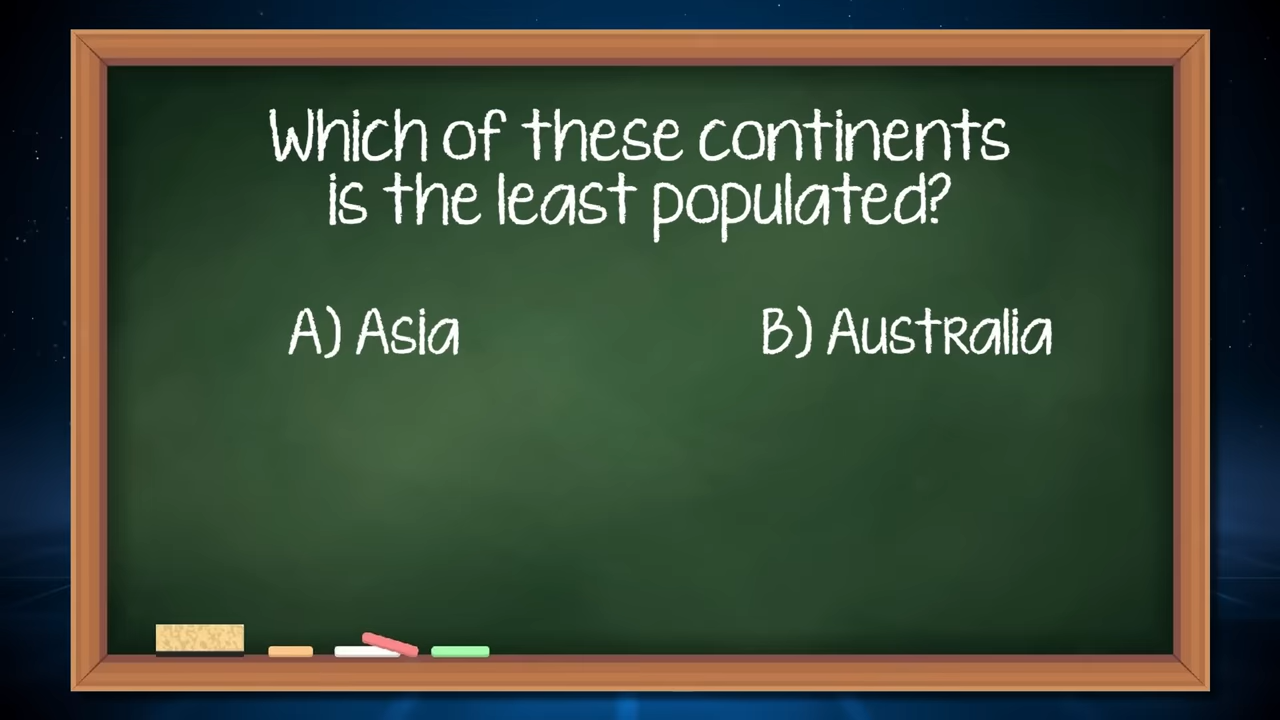 Which of these continents
is the least populated?
A) Asia
B) Australia